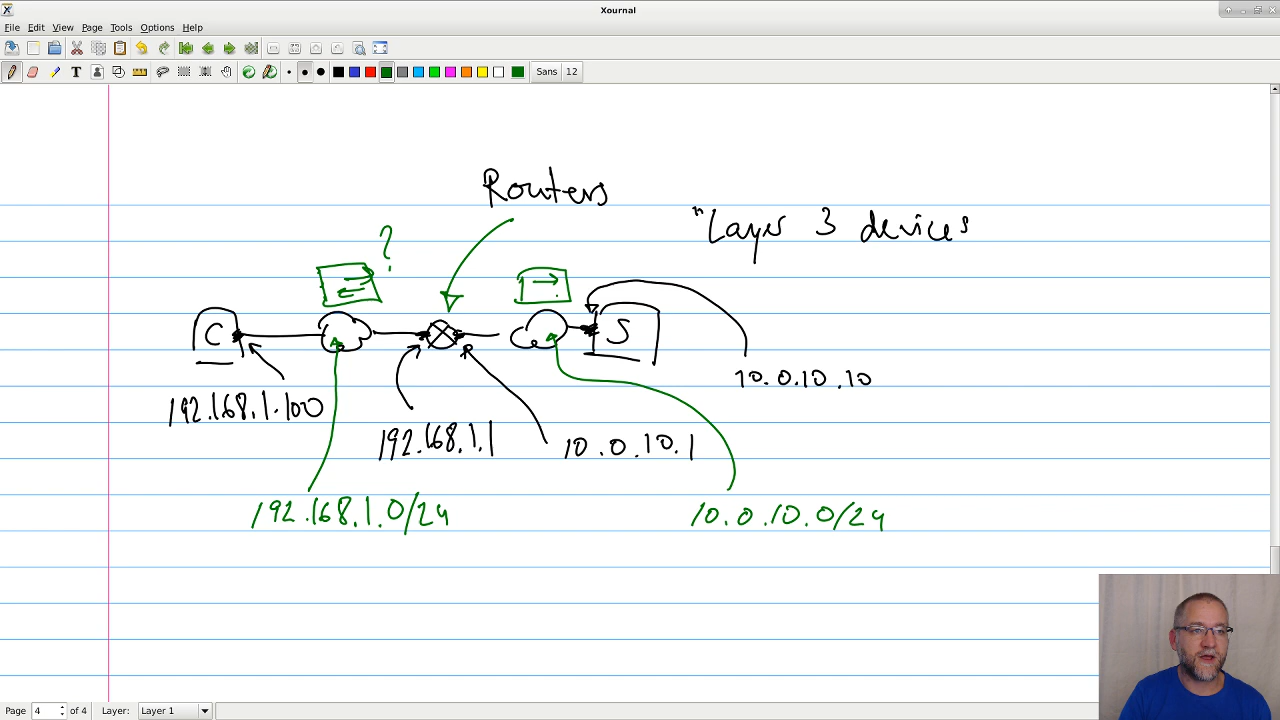 Xournal
File Edit View Page Tools Options Help
Sans 12
Routers
"Layer 3 devices
?
C
S
192.168.1.100
192.168.1.1
10.0.10.1
10.0.10.10
192.168.1.0/24
10.0.10.0/24
Page 4 of 4 Layer: Layer 1